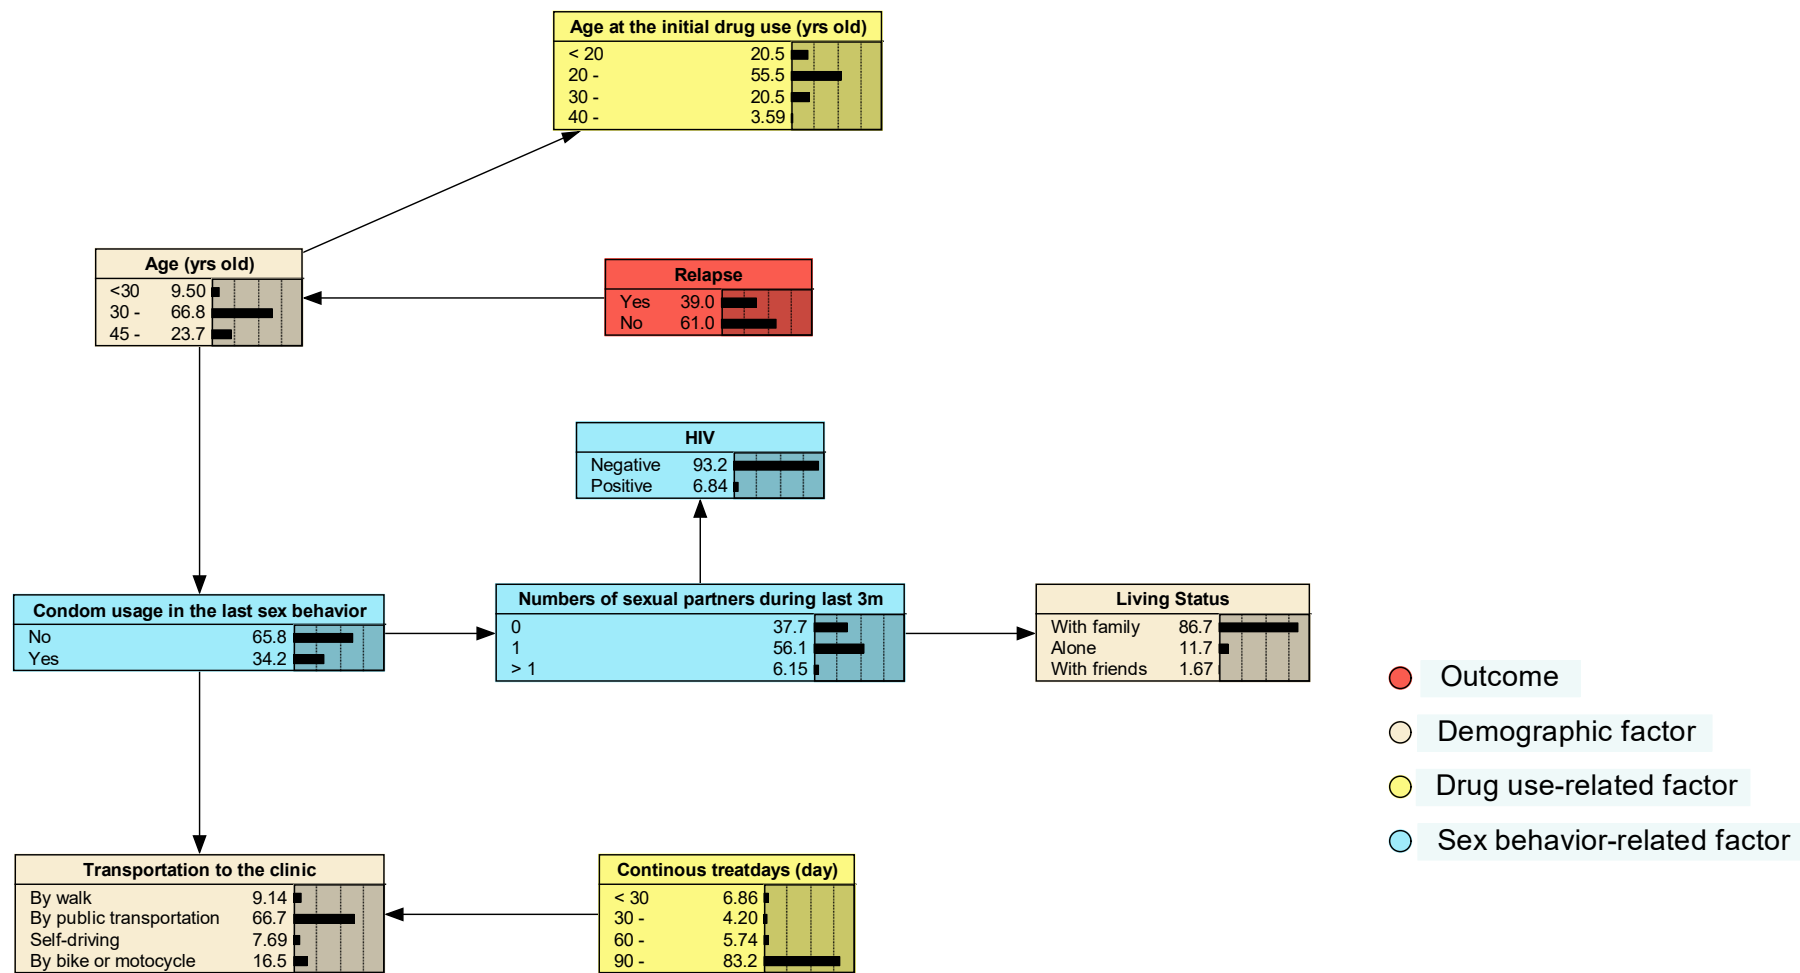 Age at the initial drug use (yrs old)
< 20 20.5
20 - 55.5
30 - 20.5
40 - 3.59
Age (yrs old)
<30 9.50
30 - 66.8
45 - 23.7
Relapse
Yes 39.0
No 61.0
HIV
Negative 93.2
Positive 6.84
Condom usage in the last sex behavior
No 65.8
Yes 34.2
Numbers of sexual partners during last 3m
0 37.7
1 56.1
> 1 6.15
Living Status
With family 86.7
Alone 11.7
With friends 1.67
Outcome
Demographic factor
Drug use-related factor
Sex behavior-related factor
Transportation to the clinic
By walk 9.14
By public transportation 66.7
Self-driving 7.69
By bike or motocycle 16.5
Continous treatdays (day)
< 30 6.86
30 - 4.20
60 - 5.74
90 - 83.2